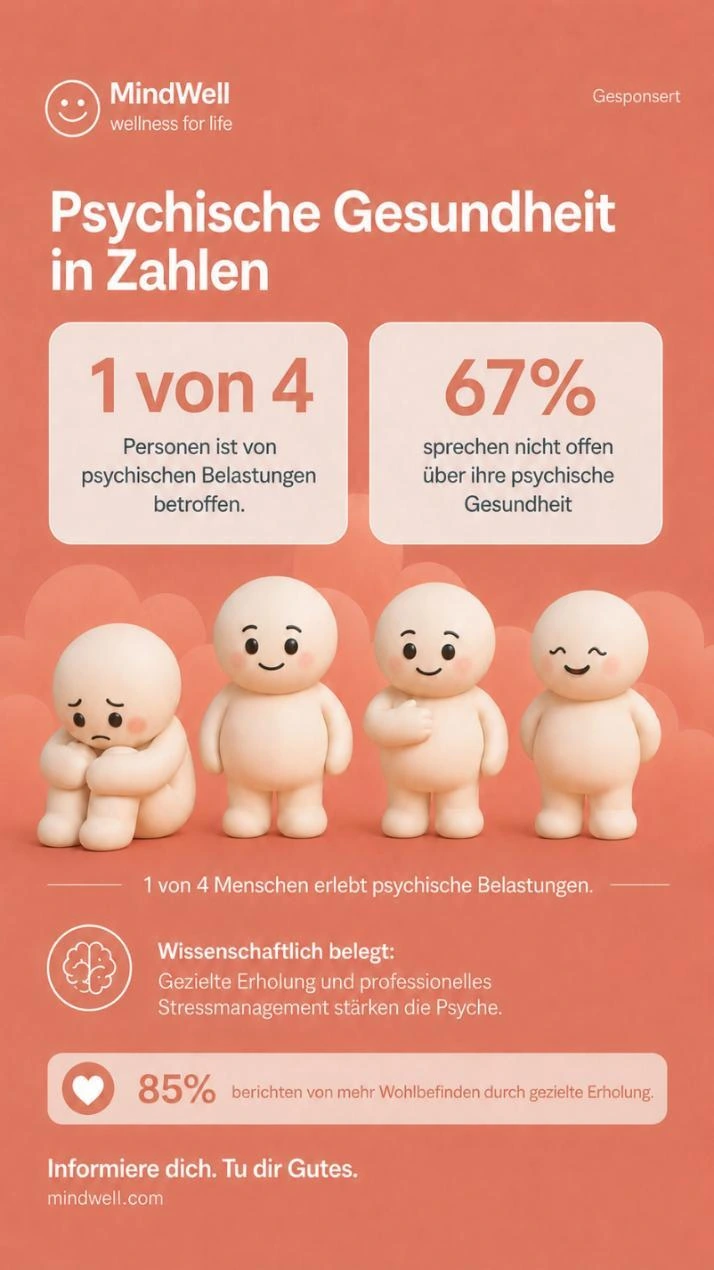 MindWell
wellness for life
Gesponsert
Psychische Gesundheit
in Zahlen
1 von 4
Personen ist von
psychischen Belastungen
betroffen.
67%
sprechen nicht offen
über ihre psychische
Gesundheit
1 von 4 Menschen erlebt psychische Belastungen.
Wissenschaftlich belegt:
Gezielte Erholung und professionelles
Stressmanagement stärken die Psyche.
85% berichten von mehr Wohlbefinden durch gezielte Erholung.
Informiere dich. Tu dir Gutes.
mindwell.com